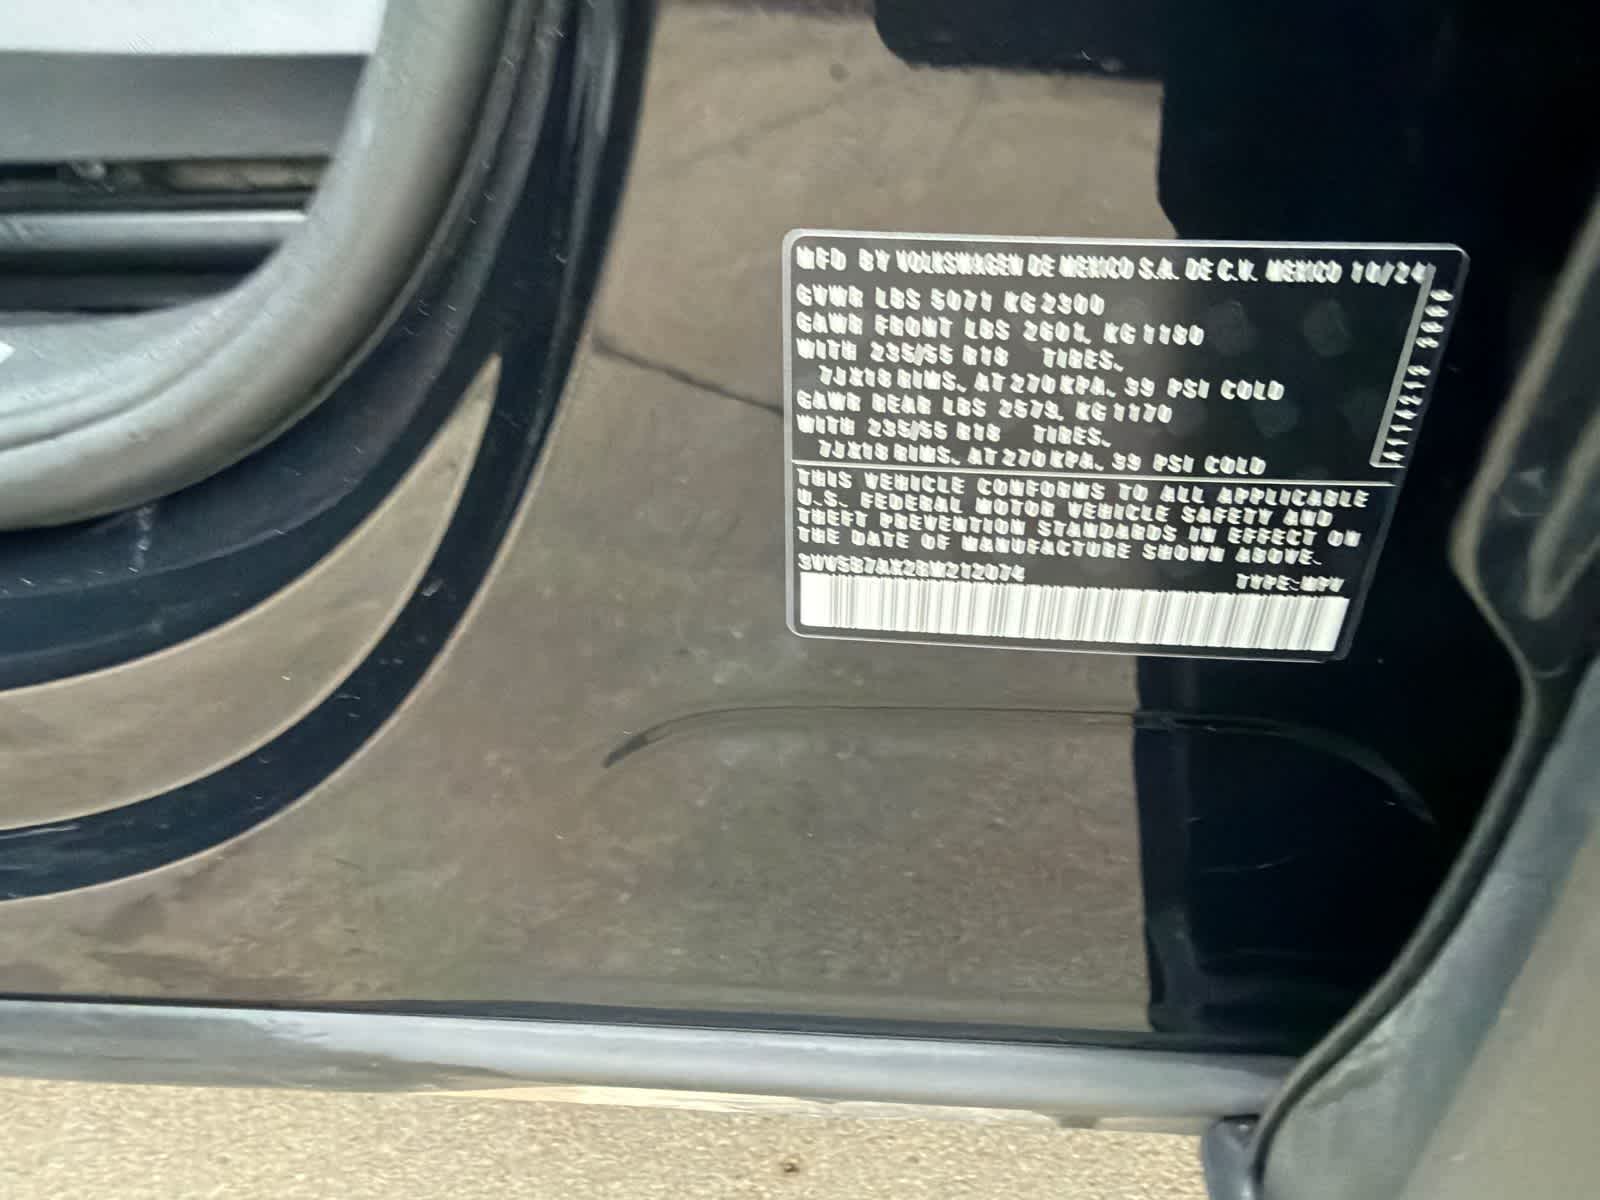 MFD BY VOLKSWAGEN DE MEXICO S.A. DE C.V. MEXICO 10/24
GVWR LBS 5071 KG 2300
GAWR FRONT LBS 2601, KG 1180
WITH 235/55 R18 TIRES,
7JX18 RIMS, AT 270 KPA, 39 PSI COLD
GAWR REAR LBS 2579, KG 1170
WITH 235/55 R18 TIRES,
7JX18 RIMS, AT 270 KPA, 39 PSI COLD
THIS VEHICLE CONFORMS TO ALL APPLICABLE
U.S. FEDERAL MOTOR VEHICLE SAFETY AND
THEFT PREVENTION STANDARDS IN EFFECT ON
THE DATE OF MANUFACTURE SHOWN ABOVE.
3VV5B7AX2RM212074 TYPE:MPV